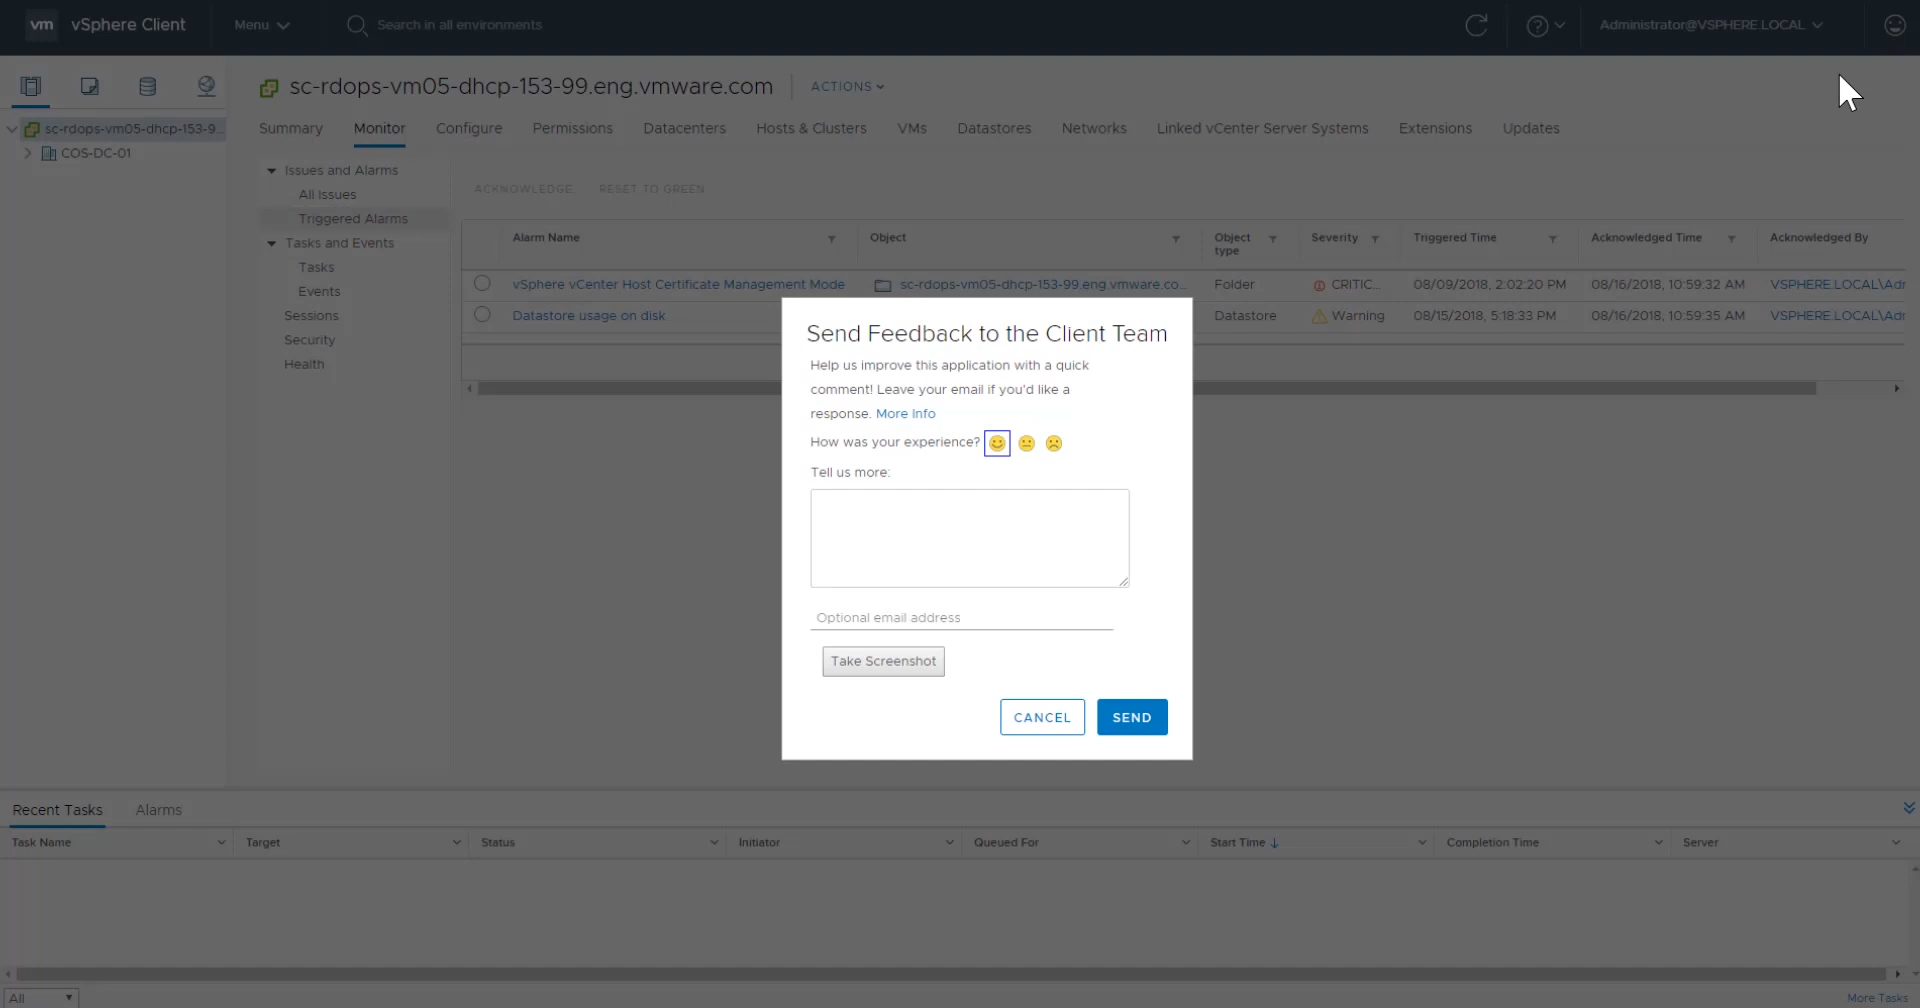 vm vSphere Client Menu Search in all environments Administrator@VSPHERE.LOCAL
sc-rdops-vm05-dhcp-153-9...
COS-DC-01
sc-rdops-vm05-dhcp-153-99.eng.vmware.com ACTIONS
Summary Monitor Configure Permissions Datacenters Hosts & Clusters VMs Datastores Networks Linked vCenter Server Systems Extensions Updates
Issues and Alarms
All Issues
Triggered Alarms
Tasks and Events
Tasks
Events
Sessions
Security
Health
ACKNOWLEDGE RESET TO GREEN
Alarm Name Object Object type Severity Triggered Time Acknowledged Time Acknowledged By
vSphere vCenter Host Certificate Management Mode sc-rdops-vm05-dhcp-153-99.eng.vmware.co... Folder CRITIC... 08/09/2018, 2:02:20 PM 08/16/2018, 10:59:32 AM VSPHERE.LOCAL\Adr
Datastore usage on disk Datastore Warning 08/15/2018, 5:18:33 PM 08/16/2018, 10:59:35 AM VSPHERE.LOCAL\Adr
Send Feedback to the Client Team
Help us improve this application with a quick
comment! Leave your email if you'd like a
response. More Info
How was your experience?
Tell us more:
Optional email address
Take Screenshot
CANCEL SEND
Recent Tasks Alarms
Task Name Target Status Initiator Queued For Start Time Completion Time Server
All
More Tasks